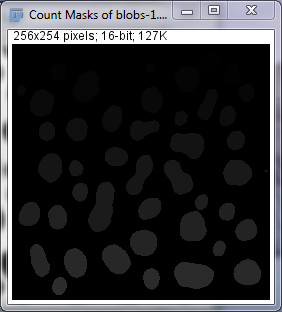 Count Masks of blobs-1....
256x254 pixels; 16-bit; 127K